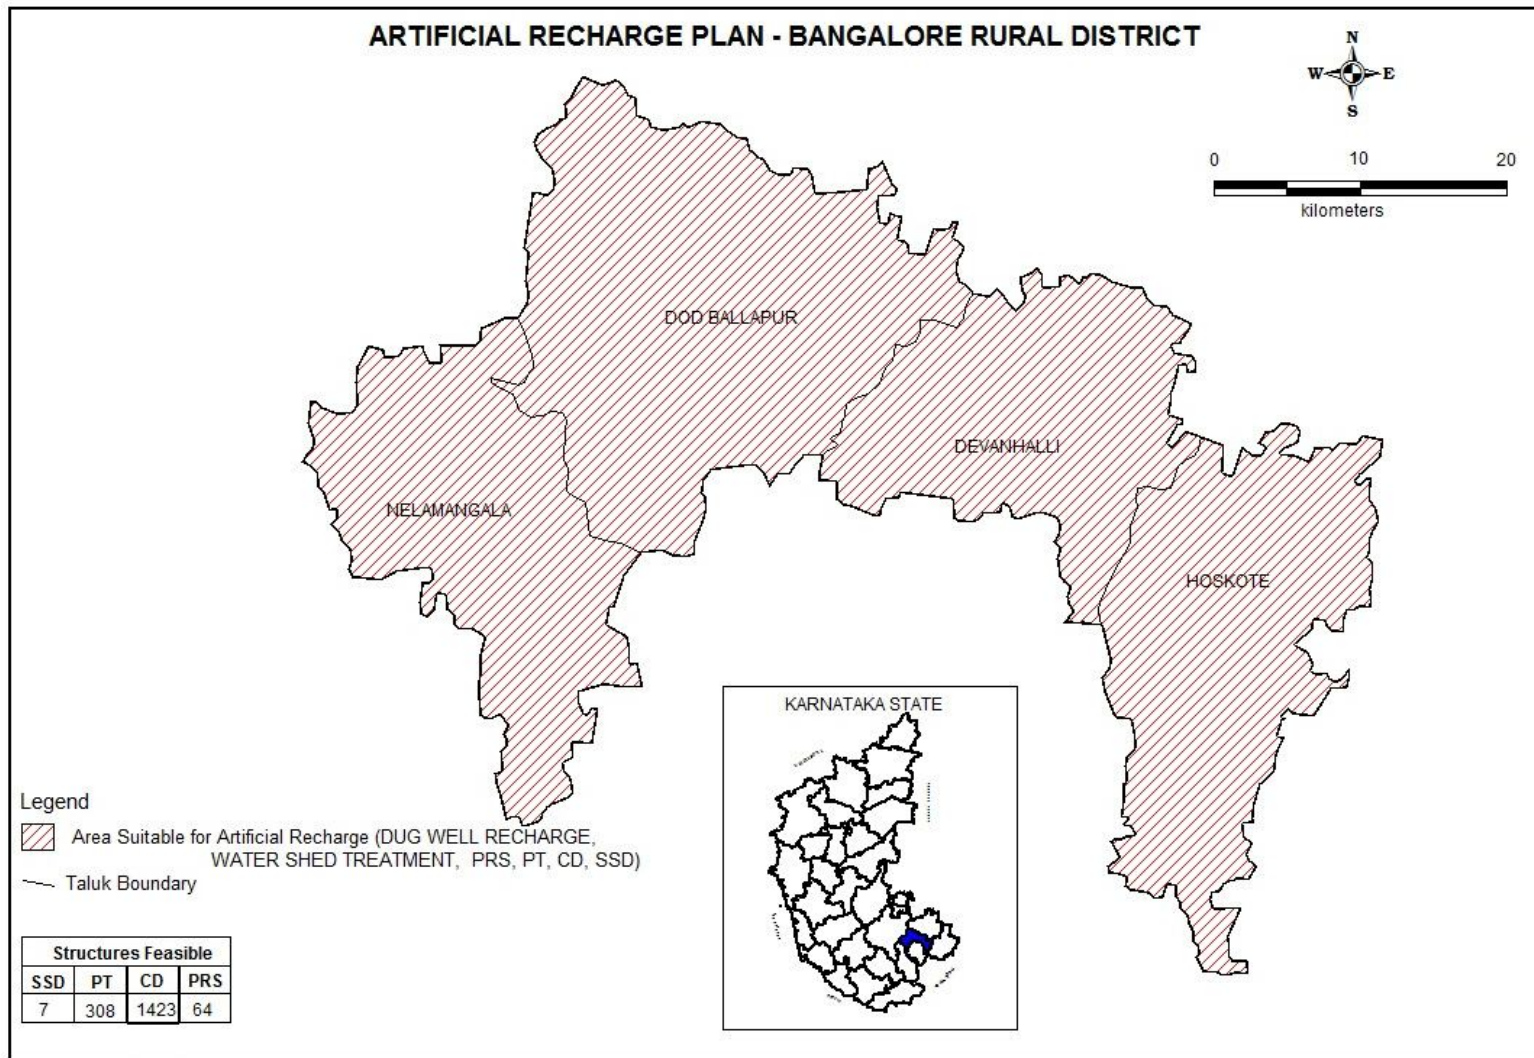 ARTIFICIAL RECHARGE PLAN - BANGALORE RURAL DISTRICT
N
W E
S
0 10 20
kilometers
DOD BALLAPUR
DEVANHALLI
NELAMANGALA
HOSKOTE
KARNATAKA STATE
Legend
Area Suitable for Artificial Recharge (DUG WELL RECHARGE,
WATER SHED TREATMENT, PRS, PT, CD, SSD)
Taluk Boundary
Structures Feasible
SSD PT CD PRS
7 308 1423 64